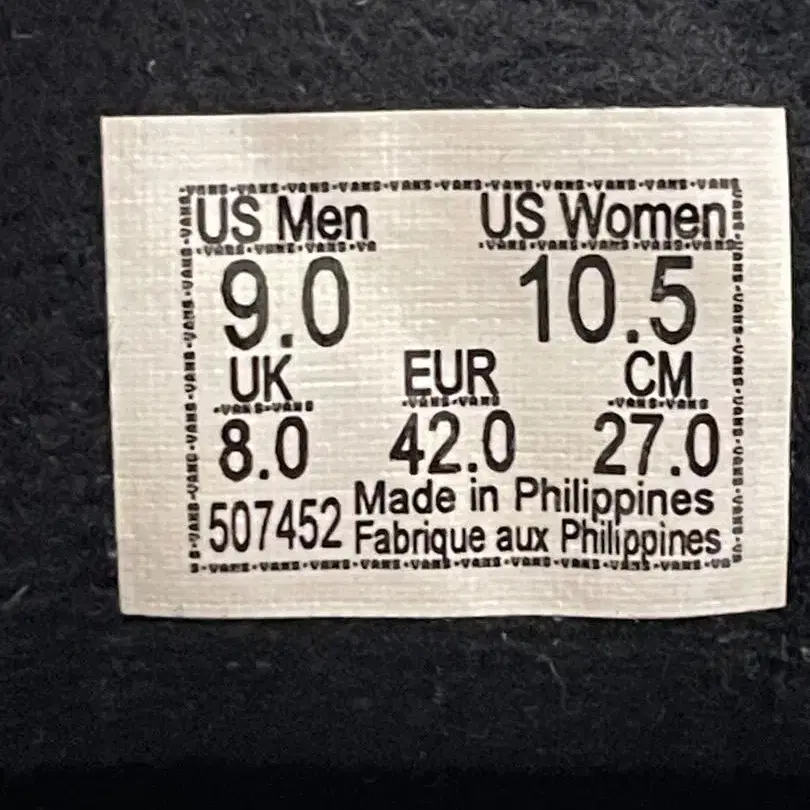 US Men US Women
9.0 10.5
UK EUR CM
8.0 42.0 27.0
507452 Made in Philippines
Fabrique aux Philippines